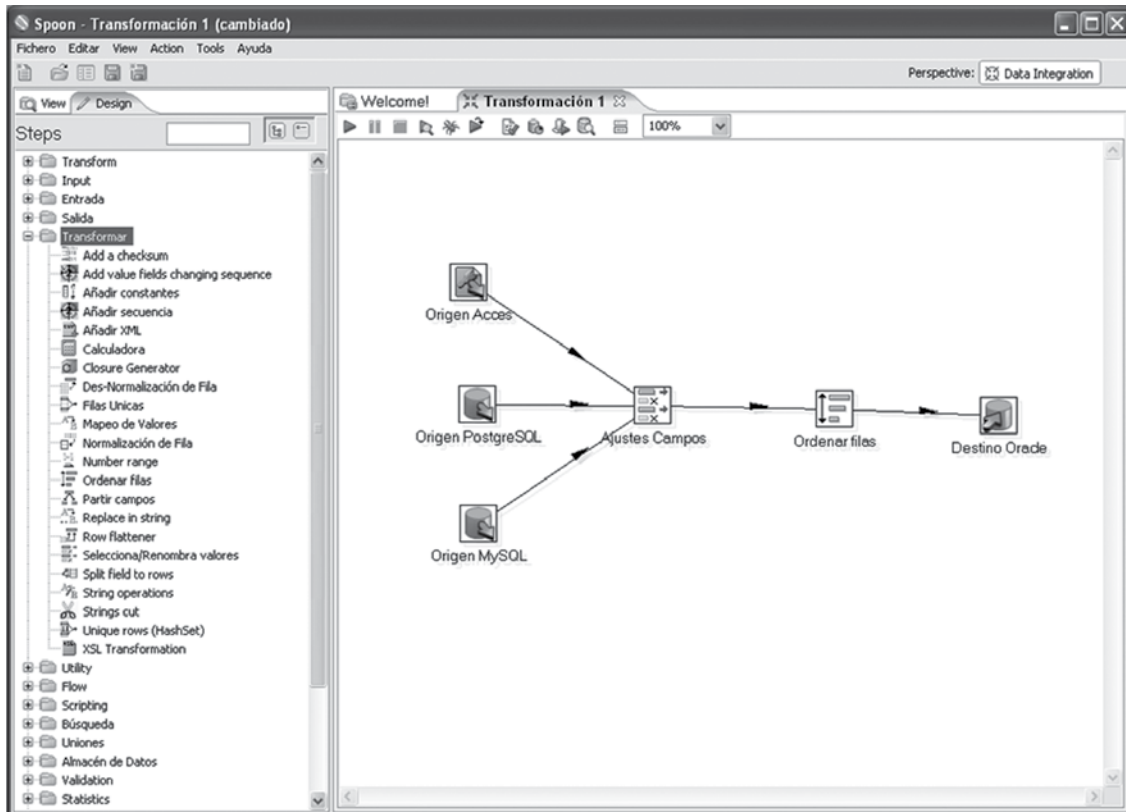 Spoon - Transformación 1 (cambiado)
Fichero Editar View Action Tools Ayuda
Perspective: Data Integration
View Design
Steps
Transform
Input
Entrada
Salida
Transformar
Add a checksum
Add value fields changing sequence
Añadir constantes
Añadir secuencia
Añadir XML
Calculadora
Closure Generator
Des-Normalización de Fila
Filas Unicas
Mapeo de Valores
Normalización de Fila
Number range
Ordenar filas
Partir campos
Replace in string
Row flattener
Selecciona/Renombra valores
Split field to rows
String operations
Strings cut
Unique rows (HashSet)
XSL Transformation
Utility
Flow
Scripting
Búsqueda
Uniones
Almacén de Datos
Validation
Statistics
Welcome! Transformación 1
100%
Origen Acces
Origen PostgreSQL
Ajustes Campos
Ordenar filas
Destino Oracle
Origen MySQL